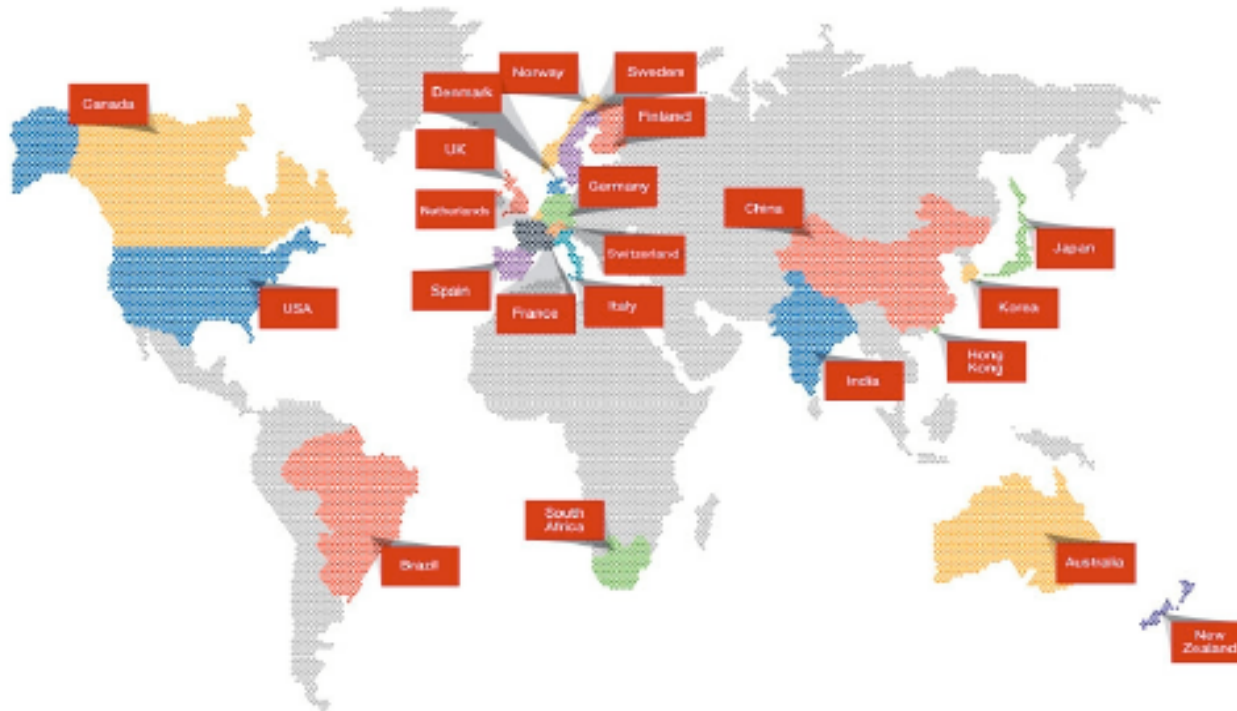 Norway
Sweden
Denmark
Canada
Finland
UK
Germany
Netherlands
China
Switzerland
Japan
Spain
USA
France
Italy
Korea
Hong
Kong
India
South
Africa
Brazil
Australia
New
Zealand